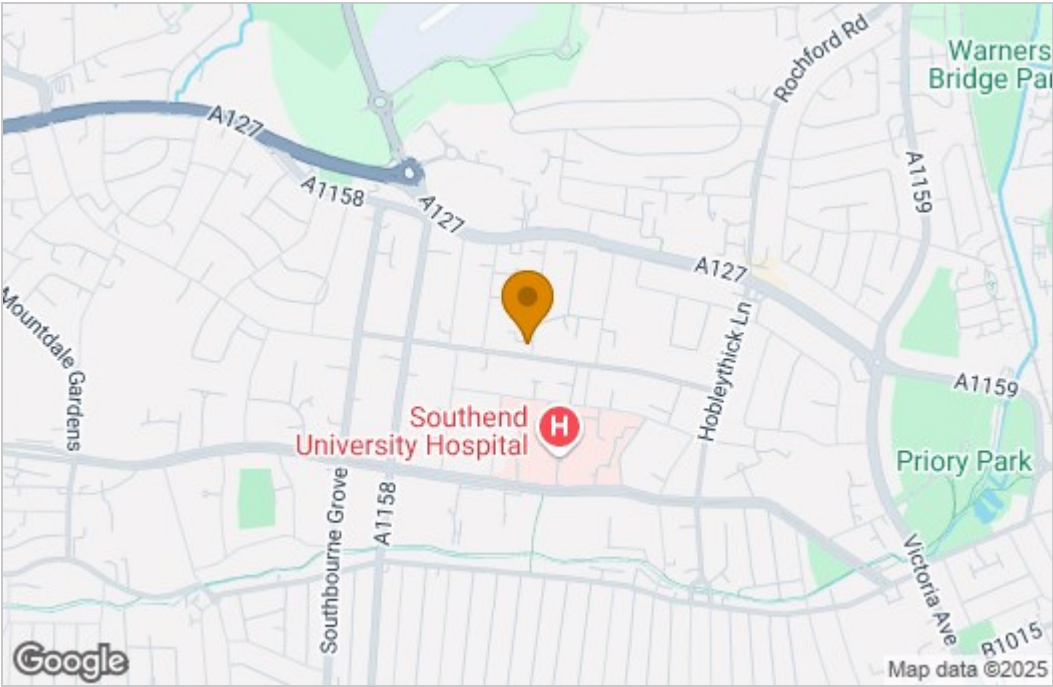 Rochford Rd
Warners
Bridge Par
A127
A1158
A127
A1159
A127
Mountdale Gardens
Hobleythick Ln
A1159
Southend
University Hospital
H
Priory Park
Southbourne Grove
A1158
Victoria Ave
B1015
Google
Map data ©2025